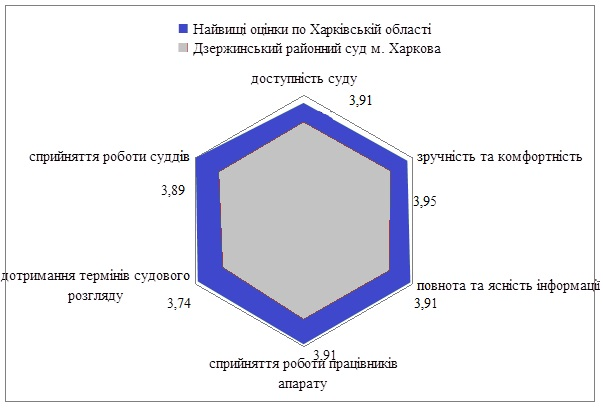 Найвищі оцінки по Харківській області
Дзержинський районний суд м. Харкова
доступність суду
3,91
сприйняття роботи суддів
зручність та комфортність
3,89
3,95
дотримання термінів судового
розгляду
повнота та ясність інформації
3,74
3,91
3,91
сприйняття роботи працівників
апарату